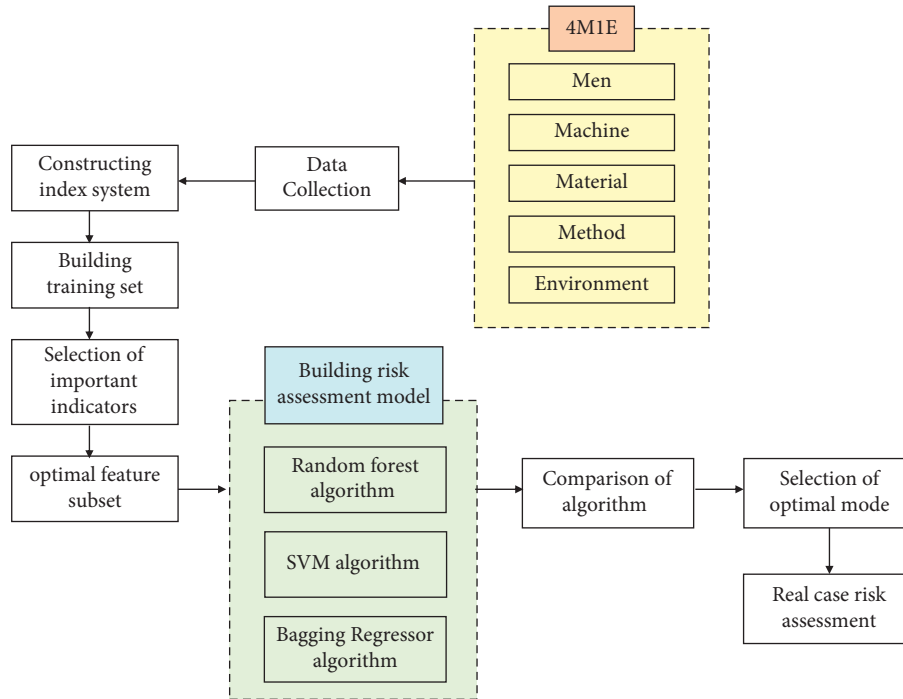 4M1E
Men
Machine
Material
Method
Environment
Data
Collection
Constructing
index system
Building
training set
Selection of
important
indicators
optimal feature
subset
Building risk
assessment model
Random forest
algorithm
SVM algorithm
Bagging Regressor
algorithm
Comparison of
algorithm
Selection of
optimal mode
Real case risk
assessment